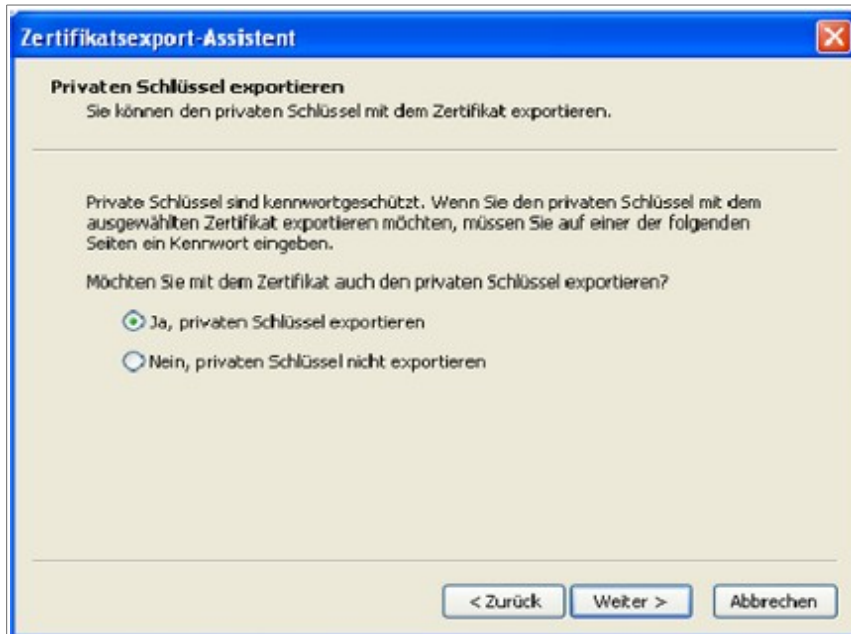 Zertifikatsexport-Assistent
Privaten Schlüssel exportieren
Sie können den privaten Schlüssel mit dem Zertifikat exportieren.
Private Schlüssel sind kennwortgeschützt. Wenn Sie den privaten Schlüssel mit dem
ausgewählten Zertifikat exportieren möchten, müssen Sie auf einer der folgenden
Seiten ein Kennwort eingeben.
Möchten Sie mit dem Zertifikat auch den privaten Schlüssel exportieren?
Ja, privaten Schlüssel exportieren
Nein, privaten Schlüssel nicht exportieren
< Zurück Weiter > Abbrechen